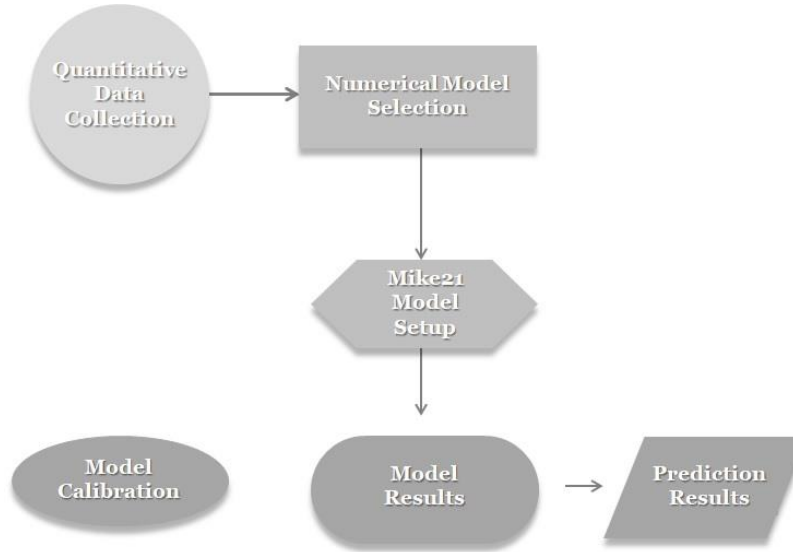 Quantitative
Data
Collection
Numerical Model
Selection
Mike21
Model
Setup
Model
Calibration
Model
Results
Prediction
Results